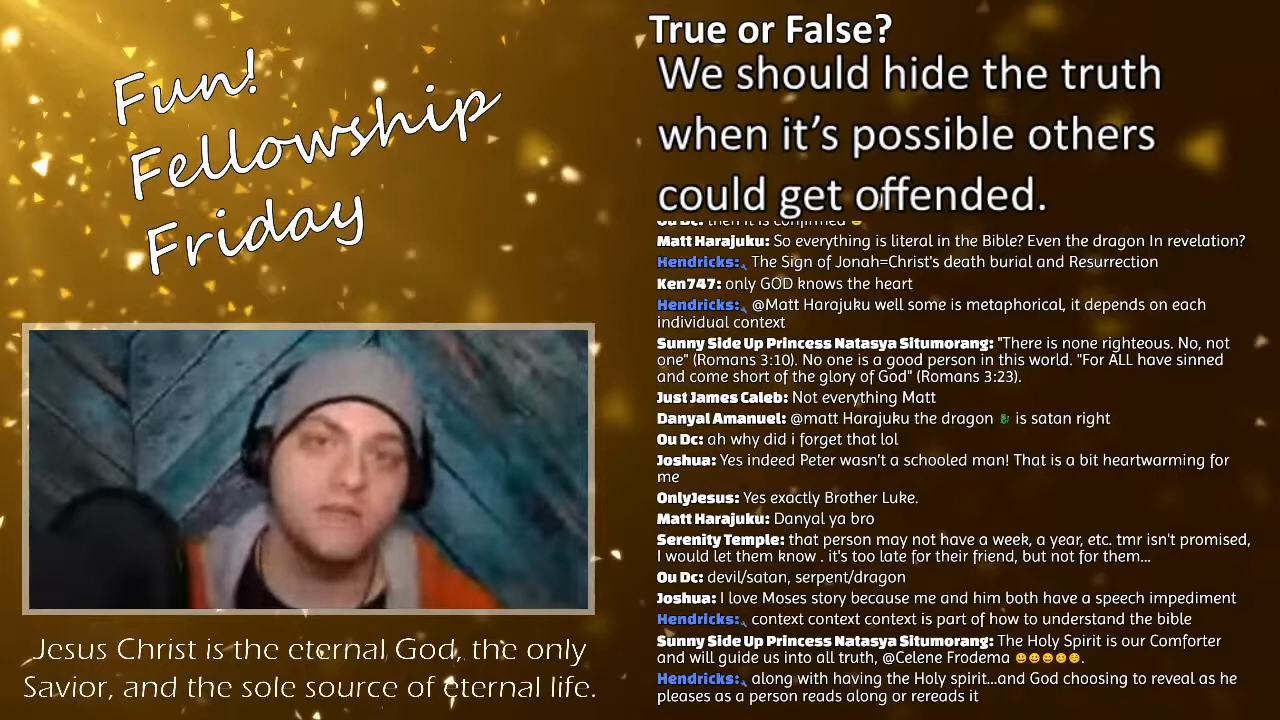 Fun!
Fellowship
Friday
Jesus Christ is the eternal God, the only
Savior, and the sole source of eternal life.
True or False?
We should hide the truth
when it’s possible others
could get offended.
Ou Dc: then it is confirmed
Matt Harajuku: So everything is literal in the Bible? Even the dragon In revelation?
Hendricks: The Sign of Jonah=Christ's death burial and Resurrection
Ken747: only GOD knows the heart
Hendricks: @Matt Harajuku well some is metaphorical, it depends on each
individual context
Sunny Side Up Princess Natasya Situmorang: "There is none righteous. No, not
one" (Romans 3:10). No one is a good person in this world. "For ALL have sinned
and come short of the glory of God" (Romans 3:23).
Just James Caleb: Not everything Matt
Danyal Amanuel: @matt Harajuku the dragon 🐉 is satan right
Ou Dc: ah why did i forget that lol
Joshua: Yes indeed Peter wasn’t a schooled man! That is a bit heartwarming for
me
OnlyJesus: Yes exactly Brother Luke.
Matt Harajuku: Danyal ya bro
Serenity Temple: that person may not have a week, a year, etc. tmr isn't promised,
I would let them know . it's too late for their friend, but not for them...
Ou Dc: devil/satan, serpent/dragon
Joshua: I love Moses story because me and him both have a speech impediment
Hendricks: context context context is part of how to understand the bible
Sunny Side Up Princess Natasya Situmorang: The Holy Spirit is our Comforter
and will guide us into all truth, @Celene Frodema 😀😀😀😊😊.
Hendricks: along with having the Holy spirit...and God choosing to reveal as he
pleases as a person reads along or rereads it